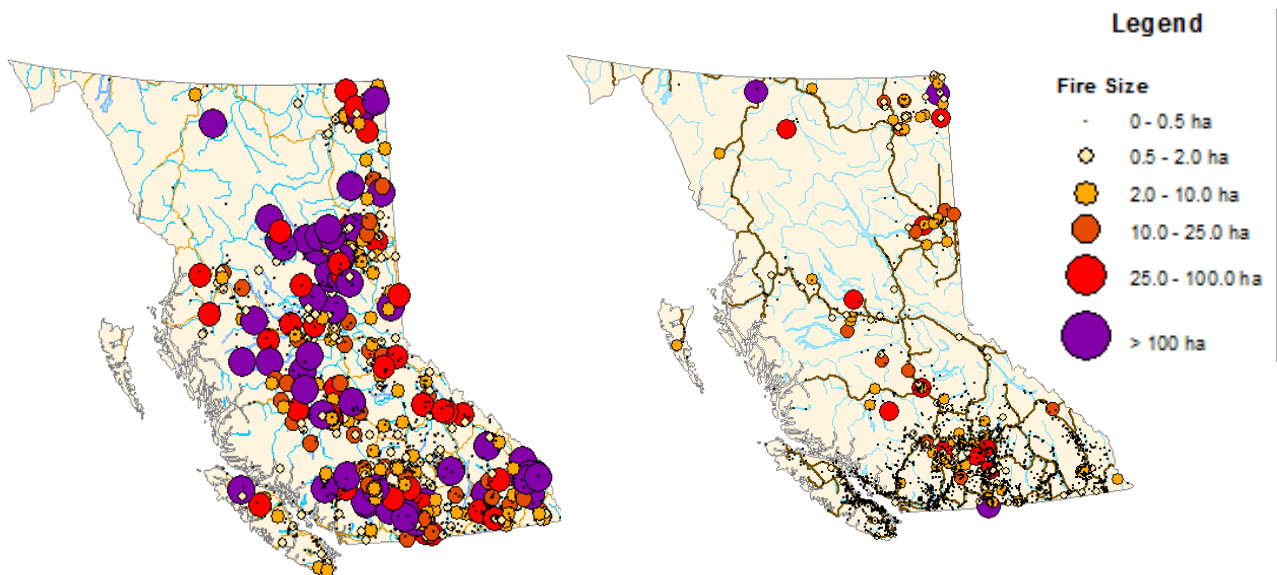 Legend
Fire Size
0 - 0.5 ha
0.5 - 2.0 ha
2.0 - 10.0 ha
10.0 - 25.0 ha
25.0 - 100.0 ha
> 100 ha